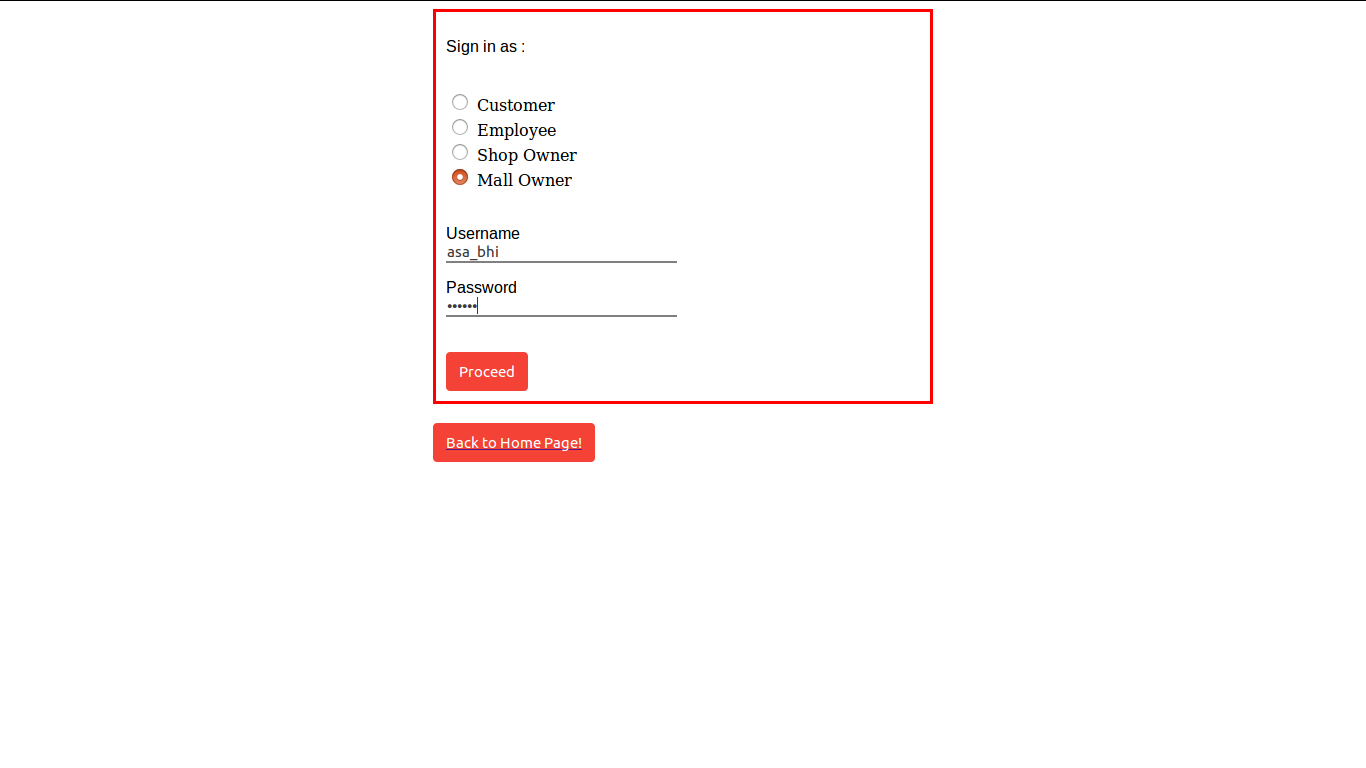 Sign in as :
Customer
Employee
Shop Owner
Mall Owner
Username
asa_bhi
Password
••••••
Proceed
Back to Home Page!